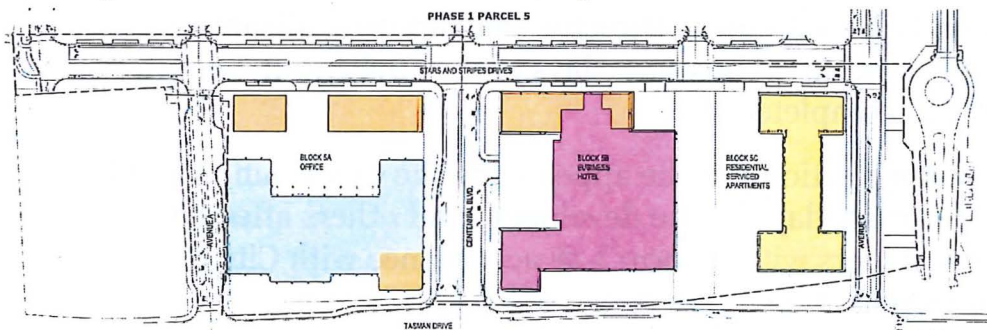 PHASE 1 PARCEL 5
STARS AND STRIPES DRIVES
BLOCK 5A
OFFICE
BLOCK 5B
BUSINESS
HOTEL
BLOCK 5C
RESIDENTIAL
SERVICED
APARTMENTS
CENTENNIAL BLVD.
AVENUE C
TASMAN DRIVE